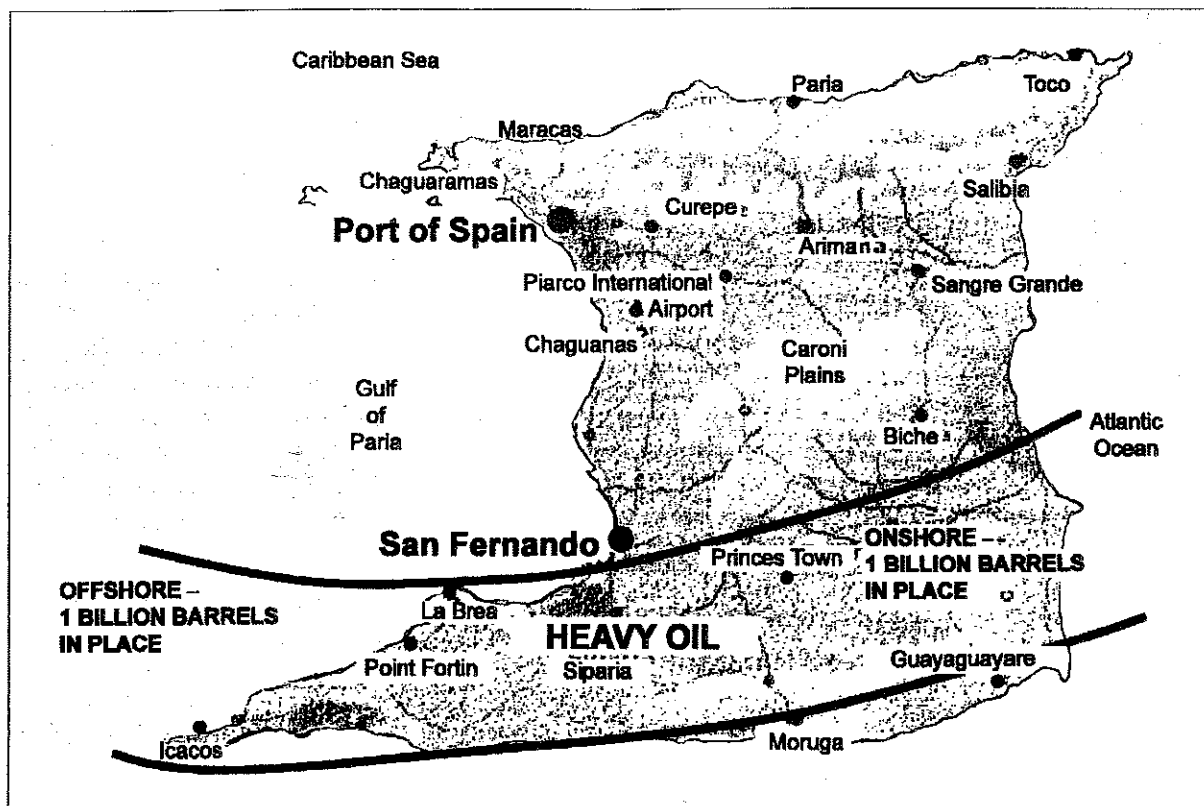 Caribbean Sea
Paria
Toco
Maracas
Chaguaramas
Salibia
Curepe
Port of Spain
Arima
Piarco International
Airport
Sangre Grande
Chaguanas
Caroni
Plains
Gulf
of
Paria
Biche
Atlantic
Ocean
San Fernando
Princes Town
ONSHORE –
1 BILLION BARRELS
IN PLACE
OFFSHORE –
1 BILLION BARRELS
IN PLACE
La Brea
HEAVY OIL
Point Fortin
Siparia
Guayaguayare
Icacos
Moruga